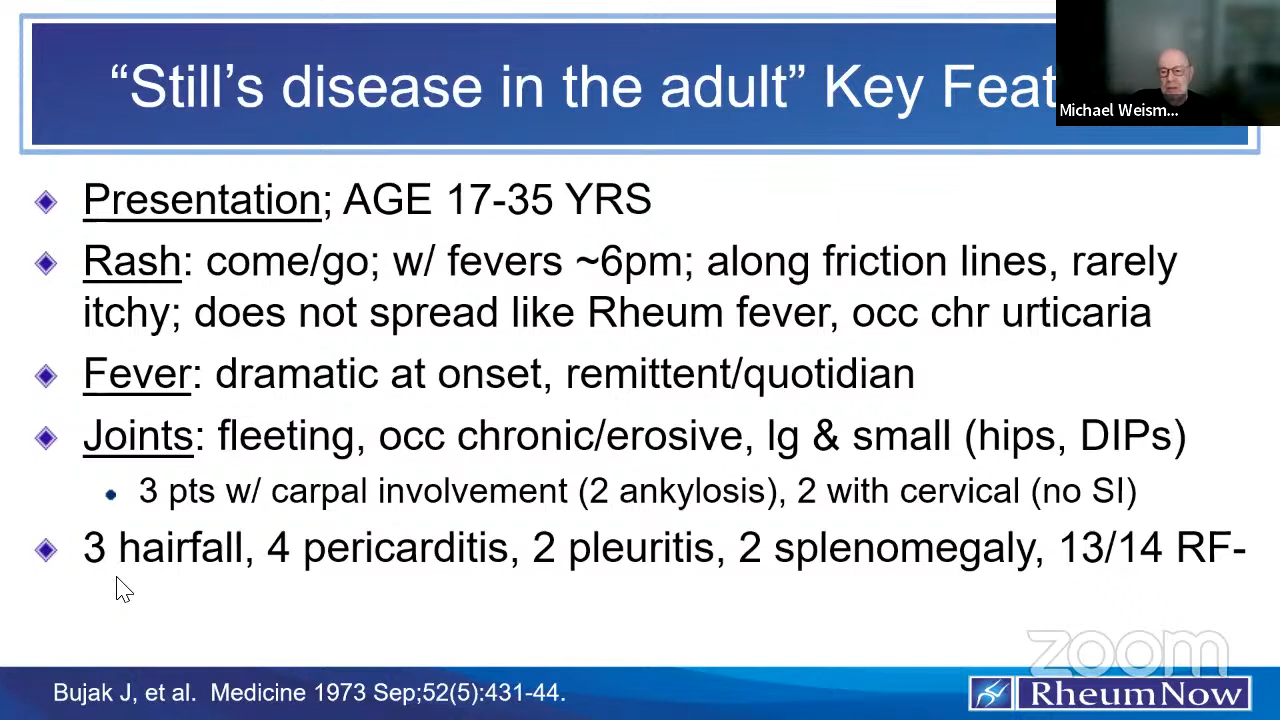 “Still’s disease in the adult” Key Feat
Michael Weism...
Presentation; AGE 17-35 YRS
Rash: come/go; w/ fevers ~6pm; along friction lines, rarely
itchy; does not spread like Rheum fever, occ chr urticaria
Fever: dramatic at onset, remittent/quotidian
Joints: fleeting, occ chronic/erosive, lg & small (hips, DIPs)
3 pts w/ carpal involvement (2 ankylosis), 2 with cervical (no SI)
3 hairfall, 4 pericarditis, 2 pleuritis, 2 splenomegaly, 13/14 RF-
zoom
Bujak J, et al.  Medicine 1973 Sep;52(5):431-44.
RheumNow